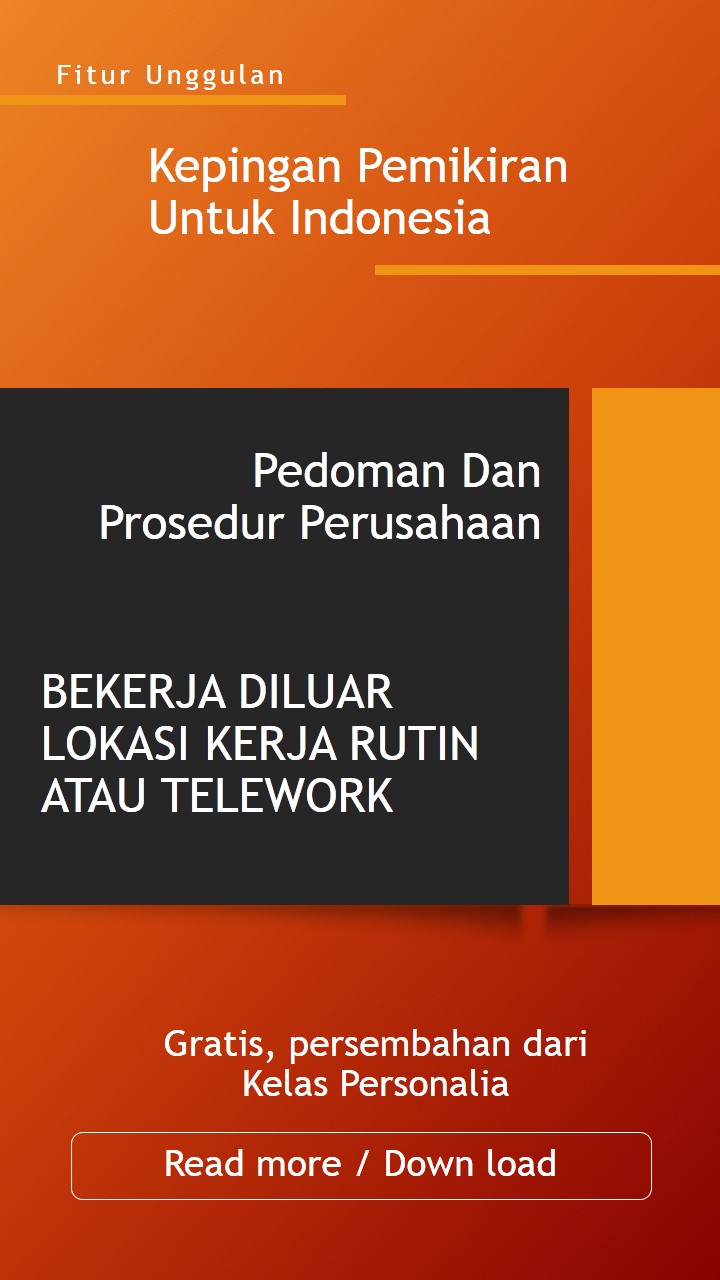 Fitur Unggulan
Kepingan Pemikiran
Untuk Indonesia
Pedoman Dan
Prosedur Perusahaan
BEKERJA DILUAR
LOKASI KERJA RUTIN
ATAU TELEWORK
Gratis, persembahan dari
Kelas Personalia
Read more / Down load